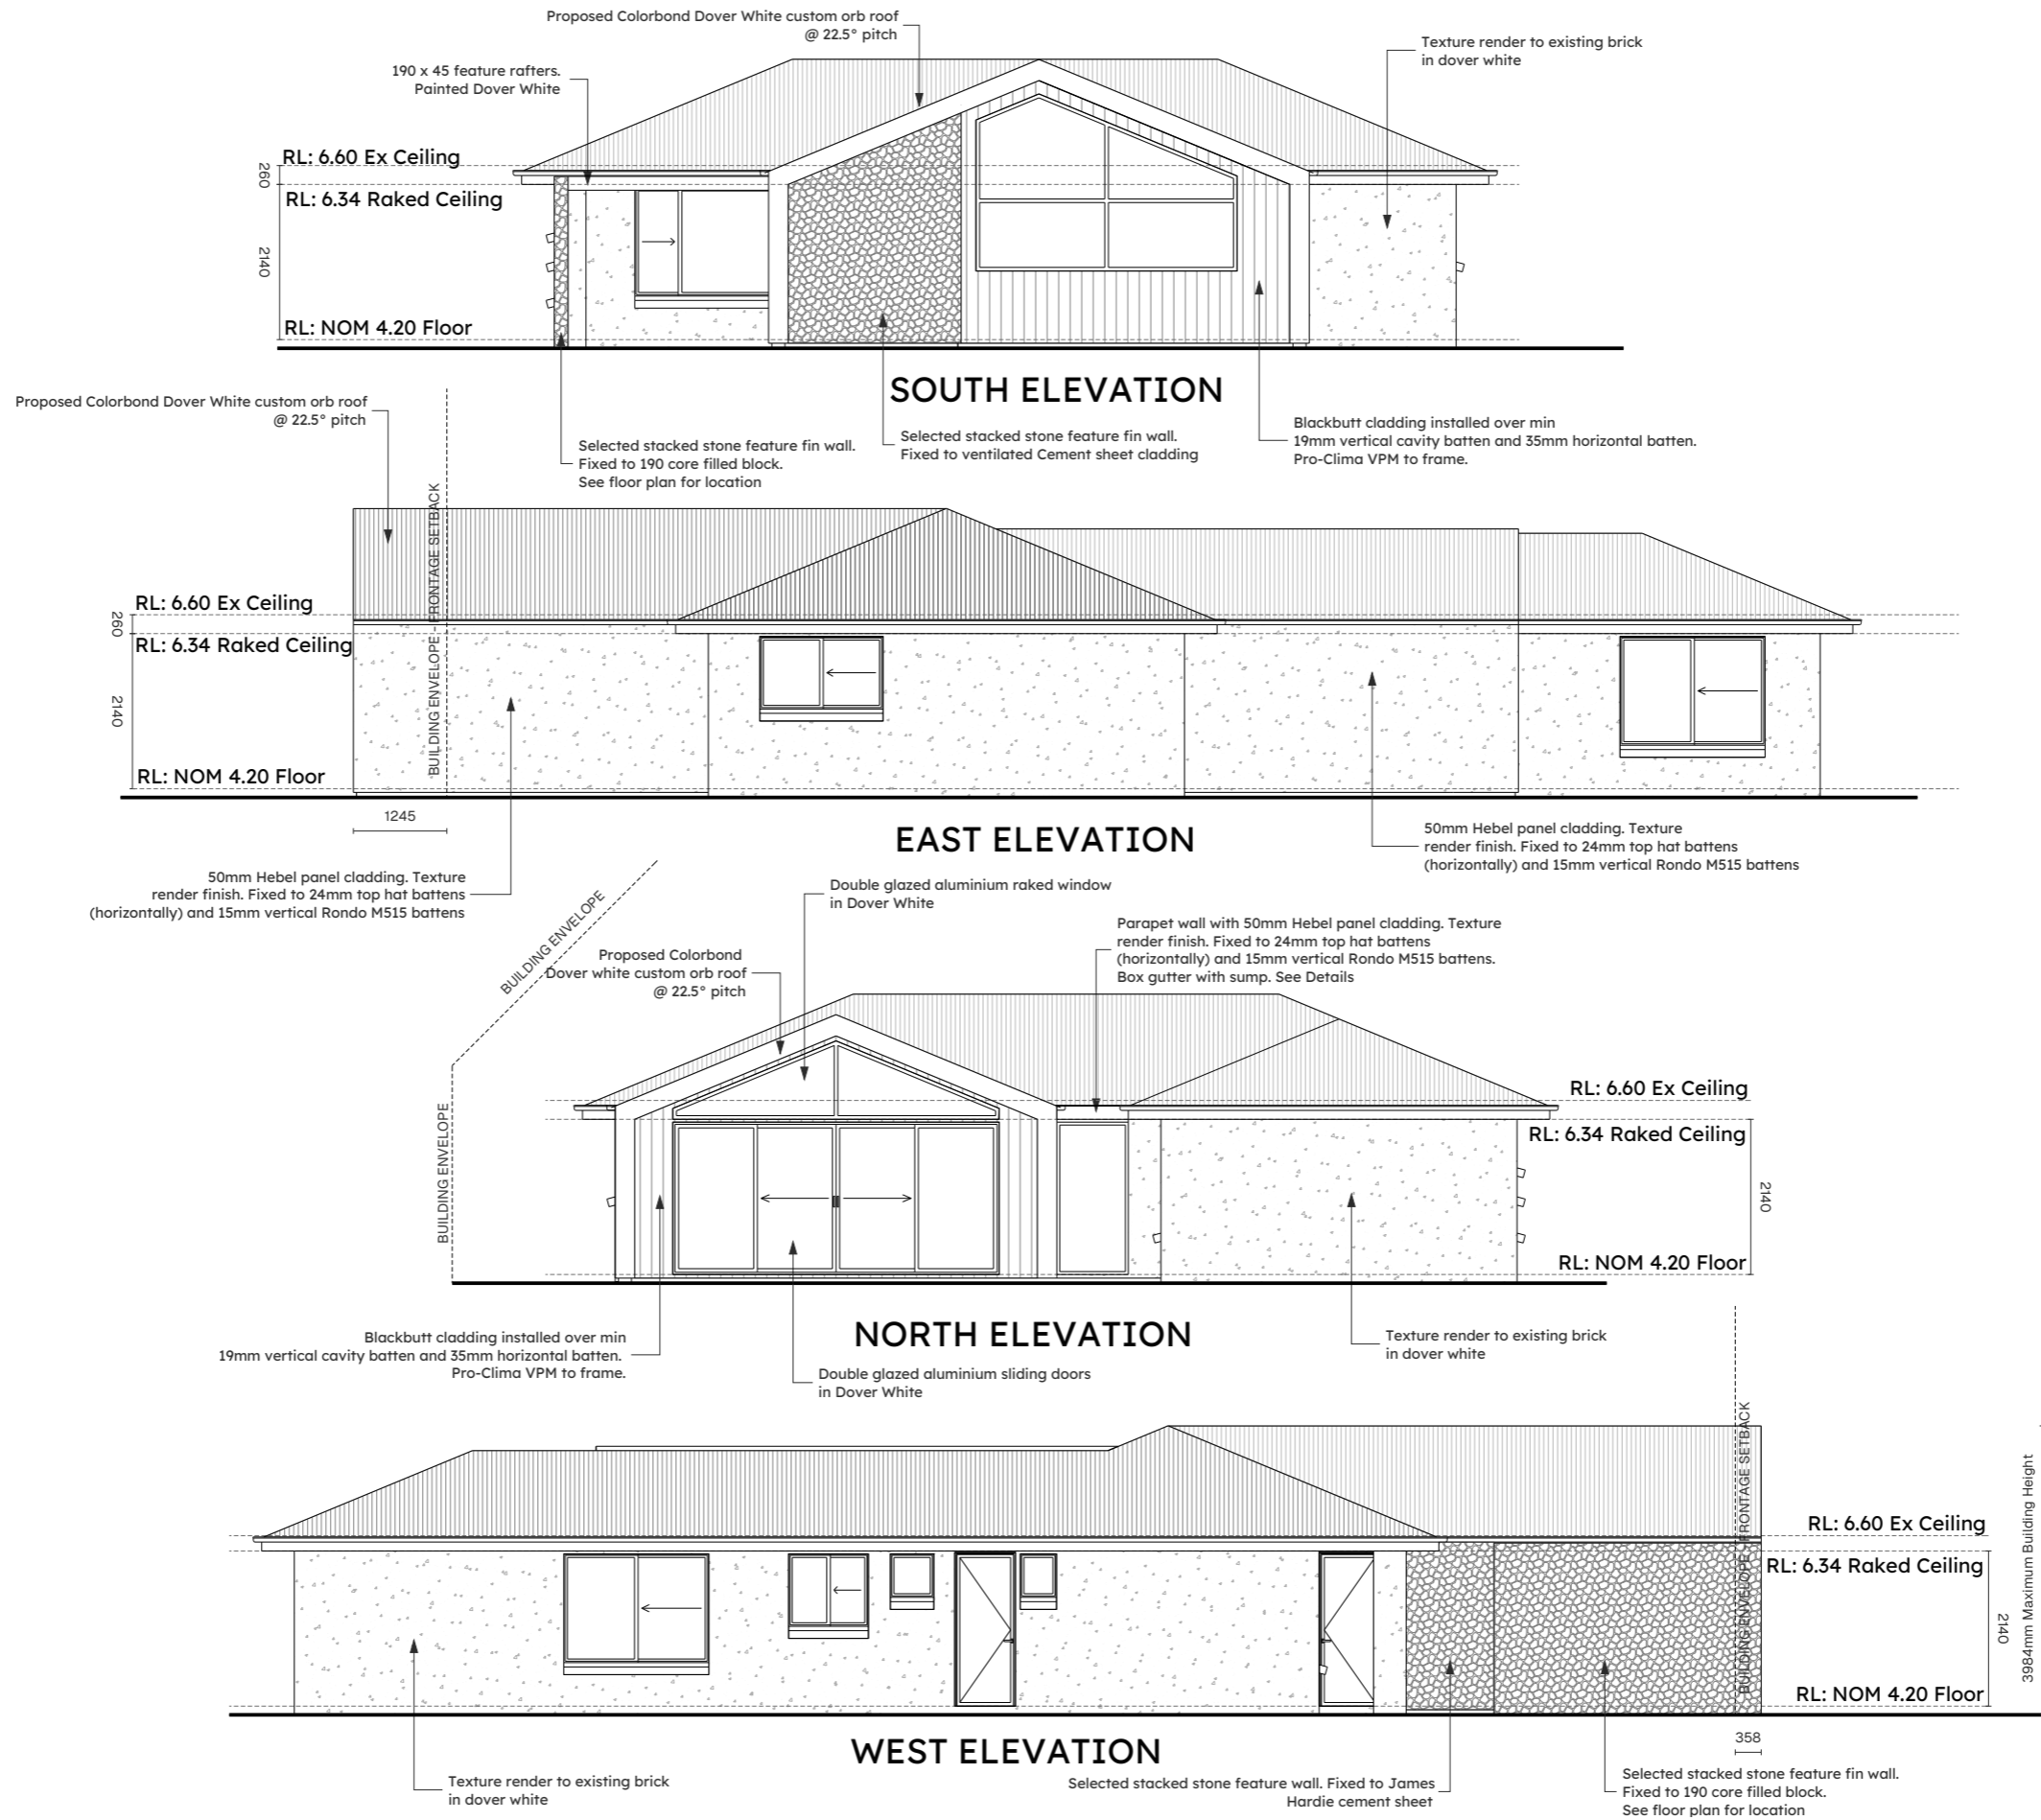 Proposed Colorbond Dover White custom orb roof
@ 22.5° pitch
Texture render to existing brick
in dover white
190 x 45 feature rafters.
Painted Dover White
RL: 6.60 Ex Ceiling
260
RL: 6.34 Raked Ceiling
2140
RL: NOM 4.20 Floor
SOUTH ELEVATION
Selected stacked stone feature fin wall.
Fixed to 190 core filled block.
See floor plan for location
Selected stacked stone feature fin wall.
Fixed to ventilated Cement sheet cladding
Blackbutt cladding installed over min
19mm vertical cavity batten and 35mm horizontal batten.
Pro-Clima VPM to frame.
Proposed Colorbond Dover White custom orb roof
@ 22.5° pitch
BUILDING ENVELOPE - FRONTAGE SETBACK
RL: 6.60 Ex Ceiling
260
RL: 6.34 Raked Ceiling
2140
RL: NOM 4.20 Floor
1245
EAST ELEVATION
50mm Hebel panel cladding. Texture
render finish. Fixed to 24mm top hat battens
(horizontally) and 15mm vertical Rondo M515 battens
50mm Hebel panel cladding. Texture
render finish. Fixed to 24mm top hat battens
(horizontally) and 15mm vertical Rondo M515 battens
BUILDING ENVELOPE
Double glazed aluminium raked window
in Dover White
Proposed Colorbond
Dover white custom orb roof
@ 22.5° pitch
Parapet wall with 50mm Hebel panel cladding. Texture
render finish. Fixed to 24mm top hat battens
(horizontally) and 15mm vertical Rondo M515 battens.
Box gutter with sump. See Details
BUILDING ENVELOPE
RL: 6.60 Ex Ceiling
RL: 6.34 Raked Ceiling
2140
RL: NOM 4.20 Floor
NORTH ELEVATION
Blackbutt cladding installed over min
19mm vertical cavity batten and 35mm horizontal batten.
Pro-Clima VPM to frame.
Double glazed aluminium sliding doors
in Dover White
Texture render to existing brick
in dover white
BUILDING ENVELOPE - FRONTAGE SETBACK
RL: 6.60 Ex Ceiling
RL: 6.34 Raked Ceiling
2140
3984mm Maximum Building Height
RL: NOM 4.20 Floor
358
WEST ELEVATION
Texture render to existing brick
in dover white
Selected stacked stone feature wall. Fixed to James
Hardie cement sheet
Selected stacked stone feature fin wall.
Fixed to 190 core filled block.
See floor plan for location